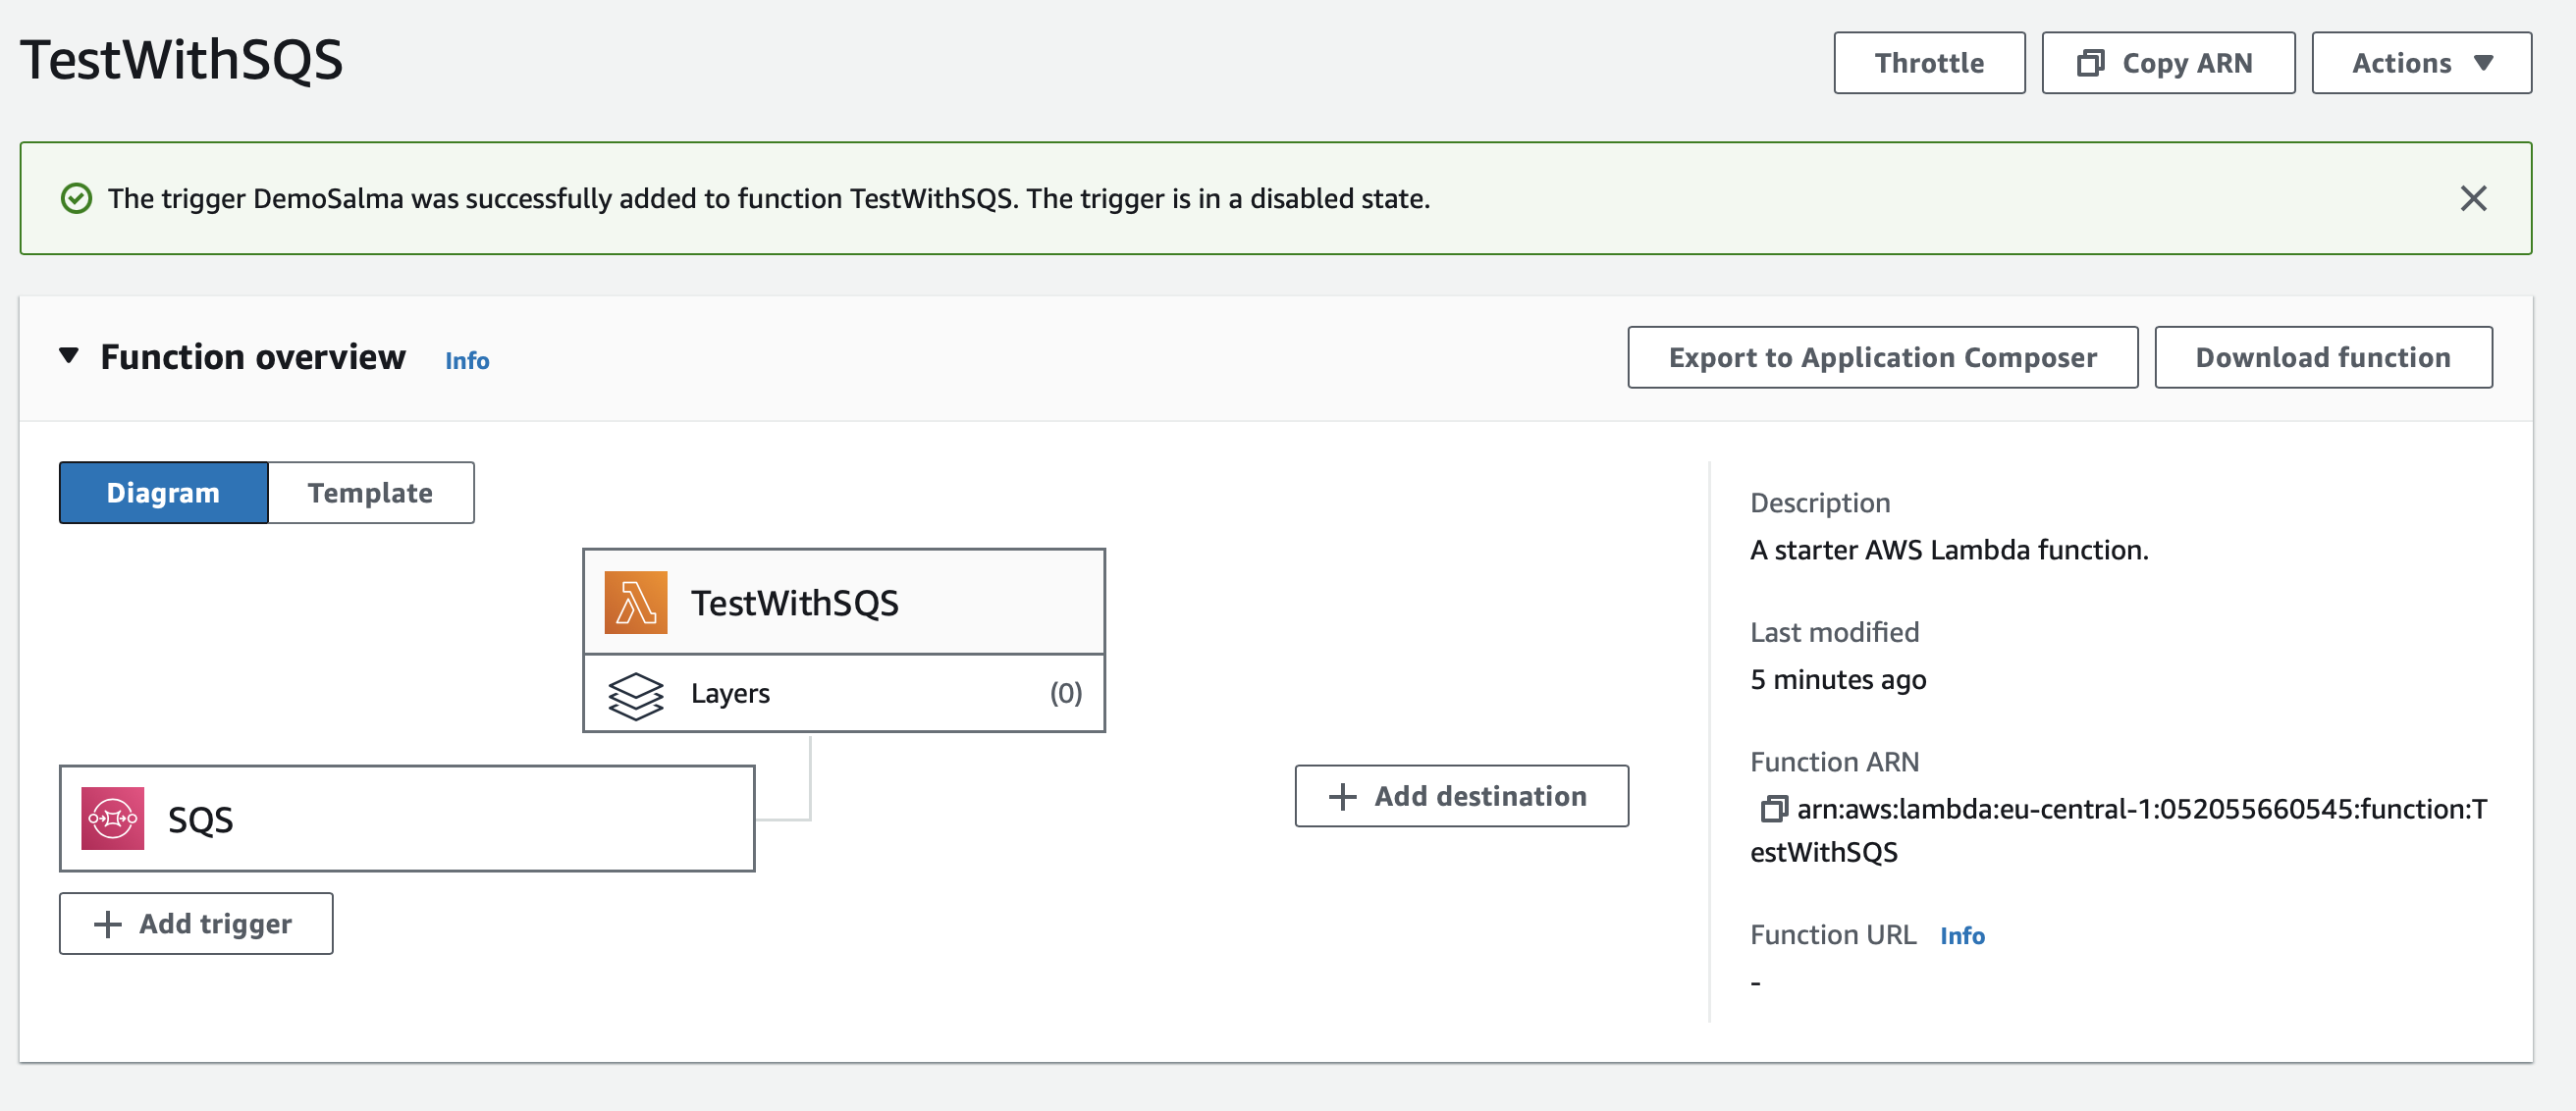 TestWithSQS
Throttle
Copy ARN
Actions
The trigger DemoSalma was successfully added to function TestWithSQS. The trigger is in a disabled state.
Function overview
Info
Export to Application Composer
Download function
Diagram
Template
TestWithSQS
Layers
(0)
SQS
Add trigger
Add destination
Description
A starter AWS Lambda function.
Last modified
5 minutes ago
Function ARN
arn:aws:lambda:eu-central-1:052055660545:function:T
estWithSQS
Function URL
Info
-